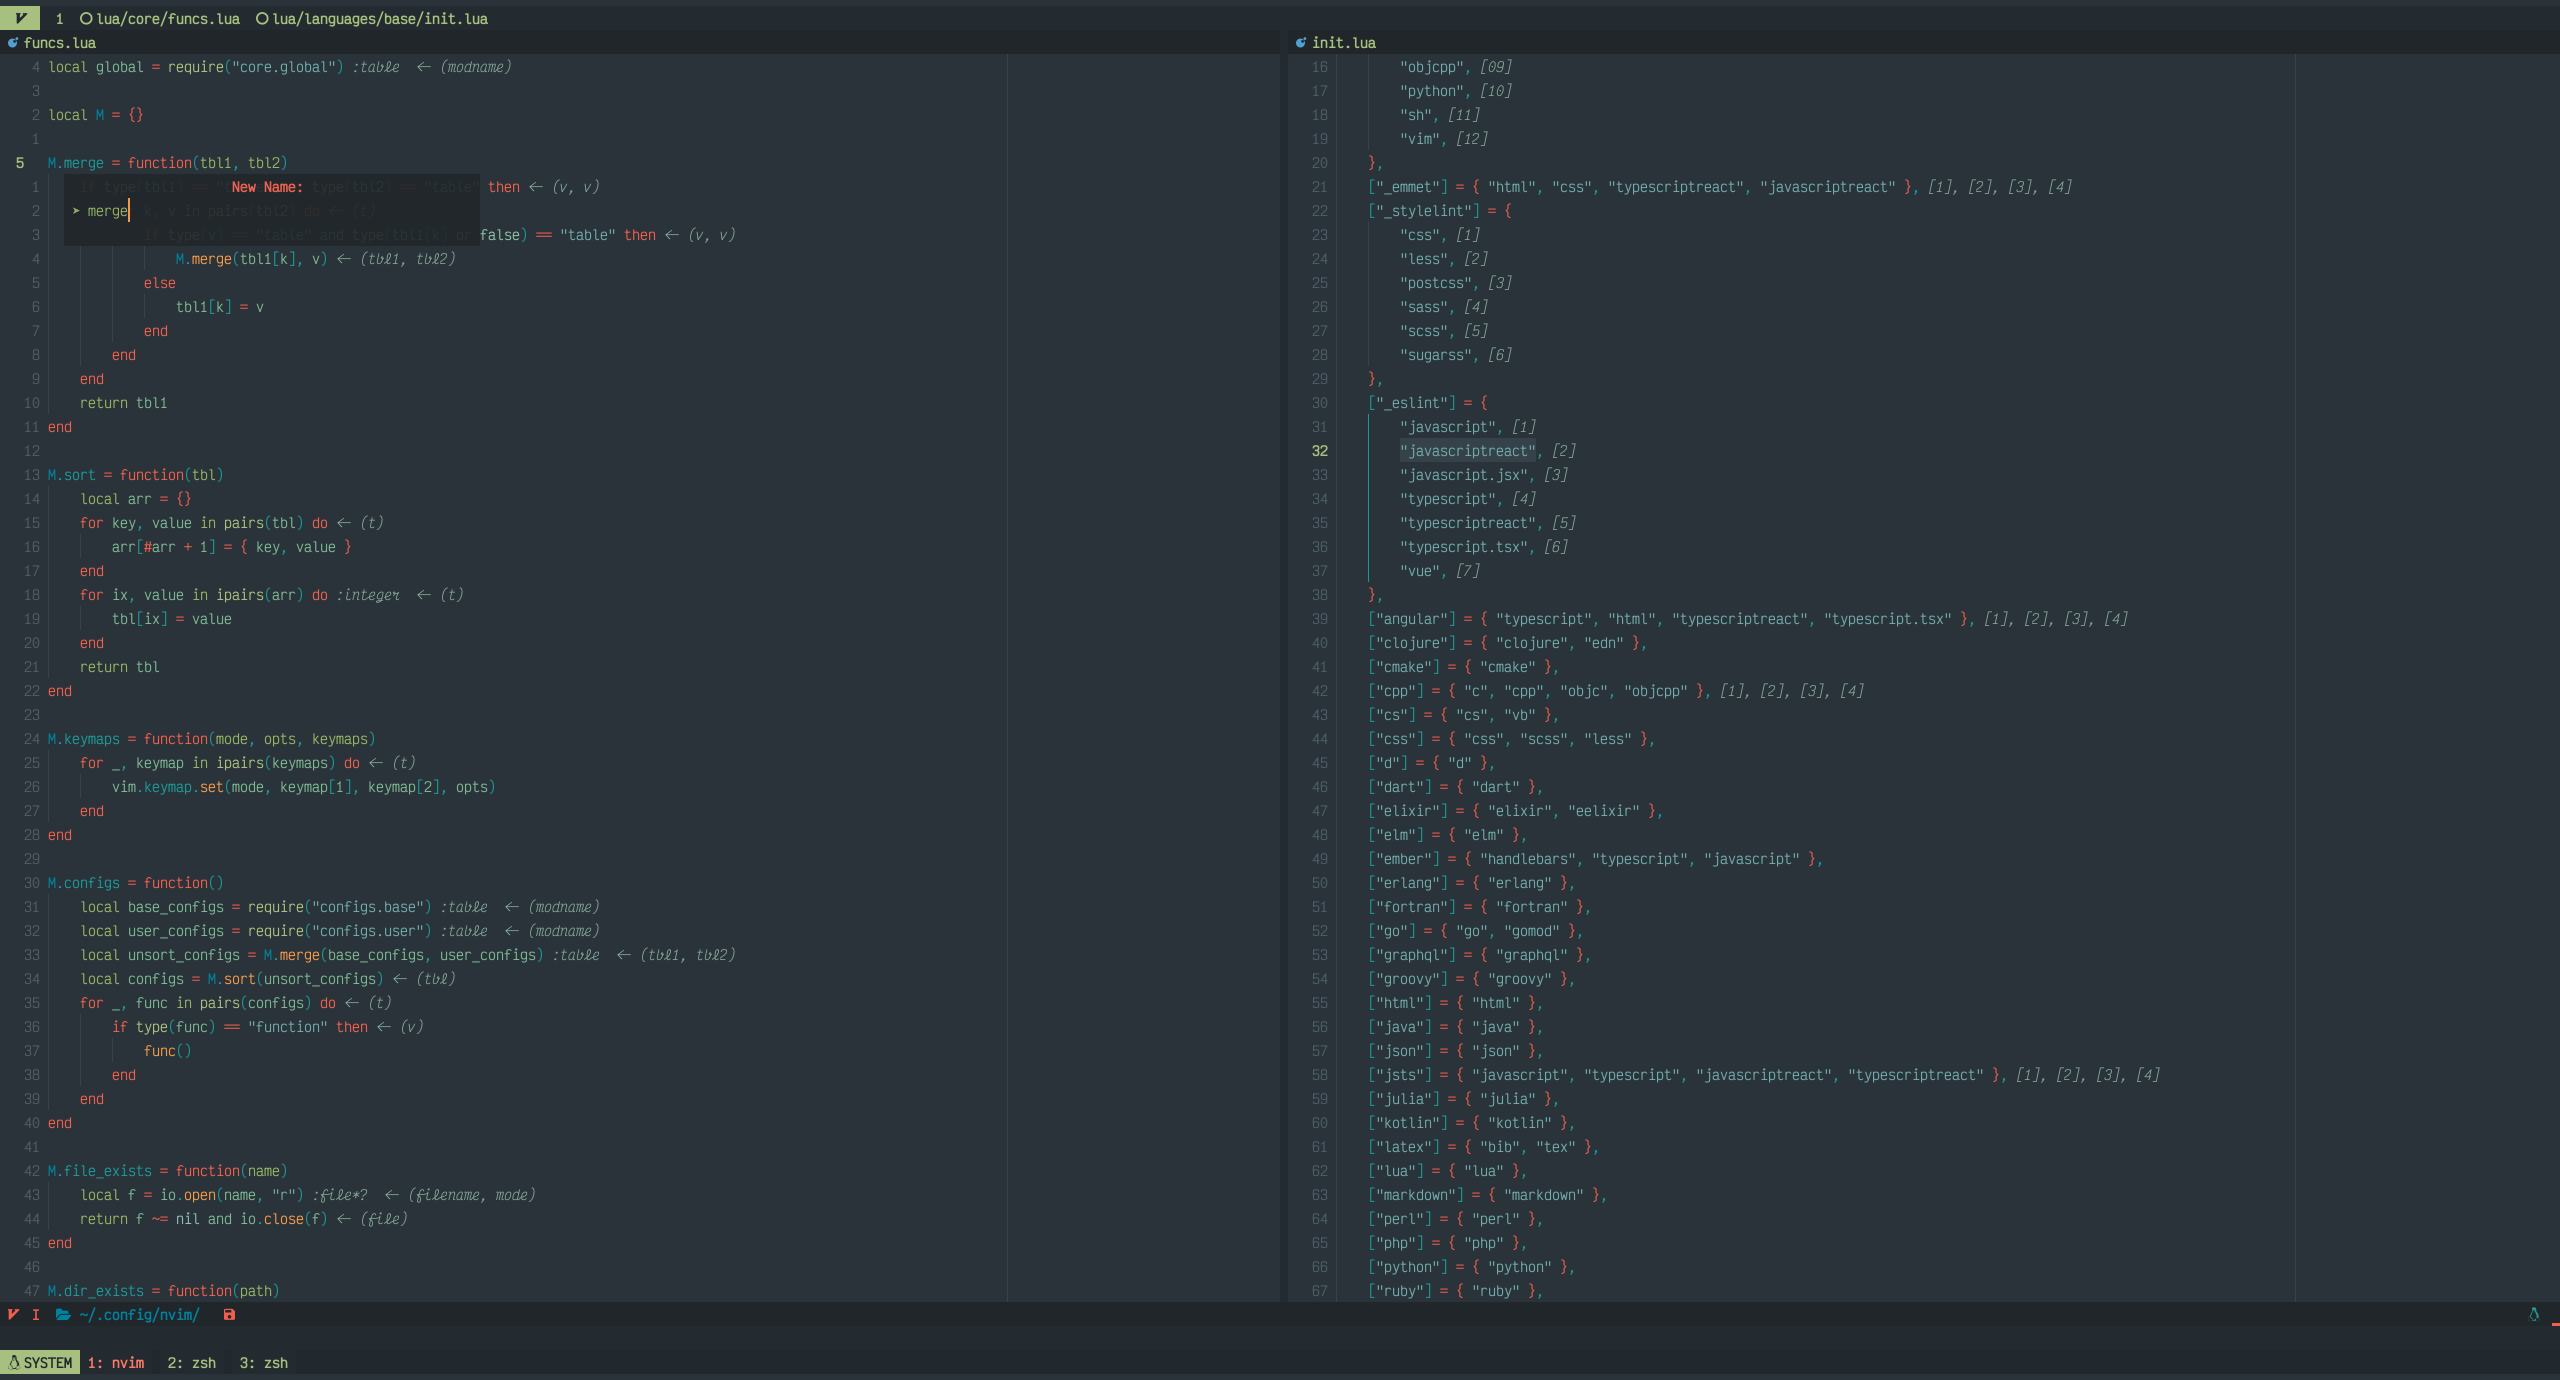 1 lua/core/funcs.lua lua/languages/base/init.lua
funcs.lua
4 local global = require("core.global") :table ← (modname)
3
2 local M = {}
1
5 M.merge = function(tbl1, tbl2)
1 if type(tbl1) == "t New Name: type(tbl2) == "table" then ← (v, v)
2 ➤ merge k, v in pairs(tbl2) do ← (t)
3 if type(v) == "table" and type(tbl1[k] or false) == "table" then ← (v, v)
4 M.merge(tbl1[k], v) ← (tbl1, tbl2)
5 else
6 tbl1[k] = v
7 end
8 end
9 end
10 return tbl1
11 end
12
13 M.sort = function(tbl)
14 local arr = {}
15 for key, value in pairs(tbl) do ← (t)
16 arr[#arr + 1] = { key, value }
17 end
18 for ix, value in ipairs(arr) do :integer ← (t)
19 tbl[ix] = value
20 end
21 return tbl
22 end
23
24 M.keymaps = function(mode, opts, keymaps)
25 for _, keymap in ipairs(keymaps) do ← (t)
26 vim.keymap.set(mode, keymap[1], keymap[2], opts)
27 end
28 end
29
30 M.configs = function()
31 local base_configs = require("configs.base") :table ← (modname)
32 local user_configs = require("configs.user") :table ← (modname)
33 local unsort_configs = M.merge(base_configs, user_configs) :table ← (tbl1, tbl2)
34 local configs = M.sort(unsort_configs) ← (tbl)
35 for _, func in pairs(configs) do ← (t)
36 if type(func) == "function" then ← (v)
37 func()
38 end
39 end
40 end
41
42 M.file_exists = function(name)
43 local f = io.open(name, "r") :file*? ← (filename, mode)
44 return f ~= nil and io.close(f) ← (file)
45 end
46
47 M.dir_exists = function(path)
init.lua
16 "objcpp", [09]
17 "python", [10]
18 "sh", [11]
19 "vim", [12]
20 },
21 ["_emmet"] = { "html", "css", "typescriptreact", "javascriptreact" }, [1], [2], [3], [4]
22 ["_stylelint"] = {
23 "css", [1]
24 "less", [2]
25 "postcss", [3]
26 "sass", [4]
27 "scss", [5]
28 "sugarss", [6]
29 },
30 ["_eslint"] = {
31 "javascript", [1]
32 "javascriptreact", [2]
33 "javascript.jsx", [3]
34 "typescript", [4]
35 "typescriptreact", [5]
36 "typescript.tsx", [6]
37 "vue", [7]
38 },
39 ["angular"] = { "typescript", "html", "typescriptreact", "typescript.tsx" }, [1], [2], [3], [4]
40 ["clojure"] = { "clojure", "edn" },
41 ["cmake"] = { "cmake" },
42 ["cpp"] = { "c", "cpp", "objc", "objcpp" }, [1], [2], [3], [4]
43 ["cs"] = { "cs", "vb" },
44 ["css"] = { "css", "scss", "less" },
45 ["d"] = { "d" },
46 ["dart"] = { "dart" },
47 ["elixir"] = { "elixir", "eelixir" },
48 ["elm"] = { "elm" },
49 ["ember"] = { "handlebars", "typescript", "javascript" },
50 ["erlang"] = { "erlang" },
51 ["fortran"] = { "fortran" },
52 ["go"] = { "go", "gomod" },
53 ["graphql"] = { "graphql" },
54 ["groovy"] = { "groovy" },
55 ["html"] = { "html" },
56 ["java"] = { "java" },
57 ["json"] = { "json" },
58 ["jsts"] = { "javascript", "typescript", "javascriptreact", "typescriptreact" }, [1], [2], [3], [4]
59 ["julia"] = { "julia" },
60 ["kotlin"] = { "kotlin" },
61 ["latex"] = { "bib", "tex" },
62 ["lua"] = { "lua" },
63 ["markdown"] = { "markdown" },
64 ["perl"] = { "perl" },
65 ["php"] = { "php" },
66 ["python"] = { "python" },
67 ["ruby"] = { "ruby" },
I ~/.config/nvim/
SYSTEM 1: nvim 2: zsh 3: zsh